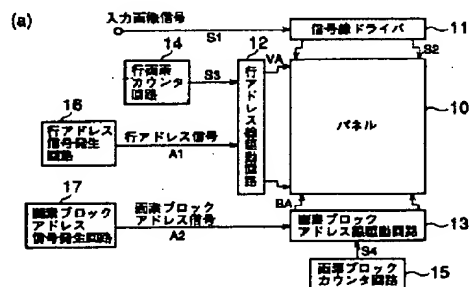 (a)
入力画像信号
S1
信号線ドライバ
11
S2
14
行画素
カウンタ
回路
S3
12
VA
行アドレス線駆動回路
パネル
10
16
行アドレス
信号発生
回路
行アドレス信号
A1
17
画素ブロック
アドレス
信号発生回路
画素ブロック
アドレス信号
A2
BA
画素ブロック
アドレス線駆動回路
13
S4
画素ブロック
カウンタ回路
15